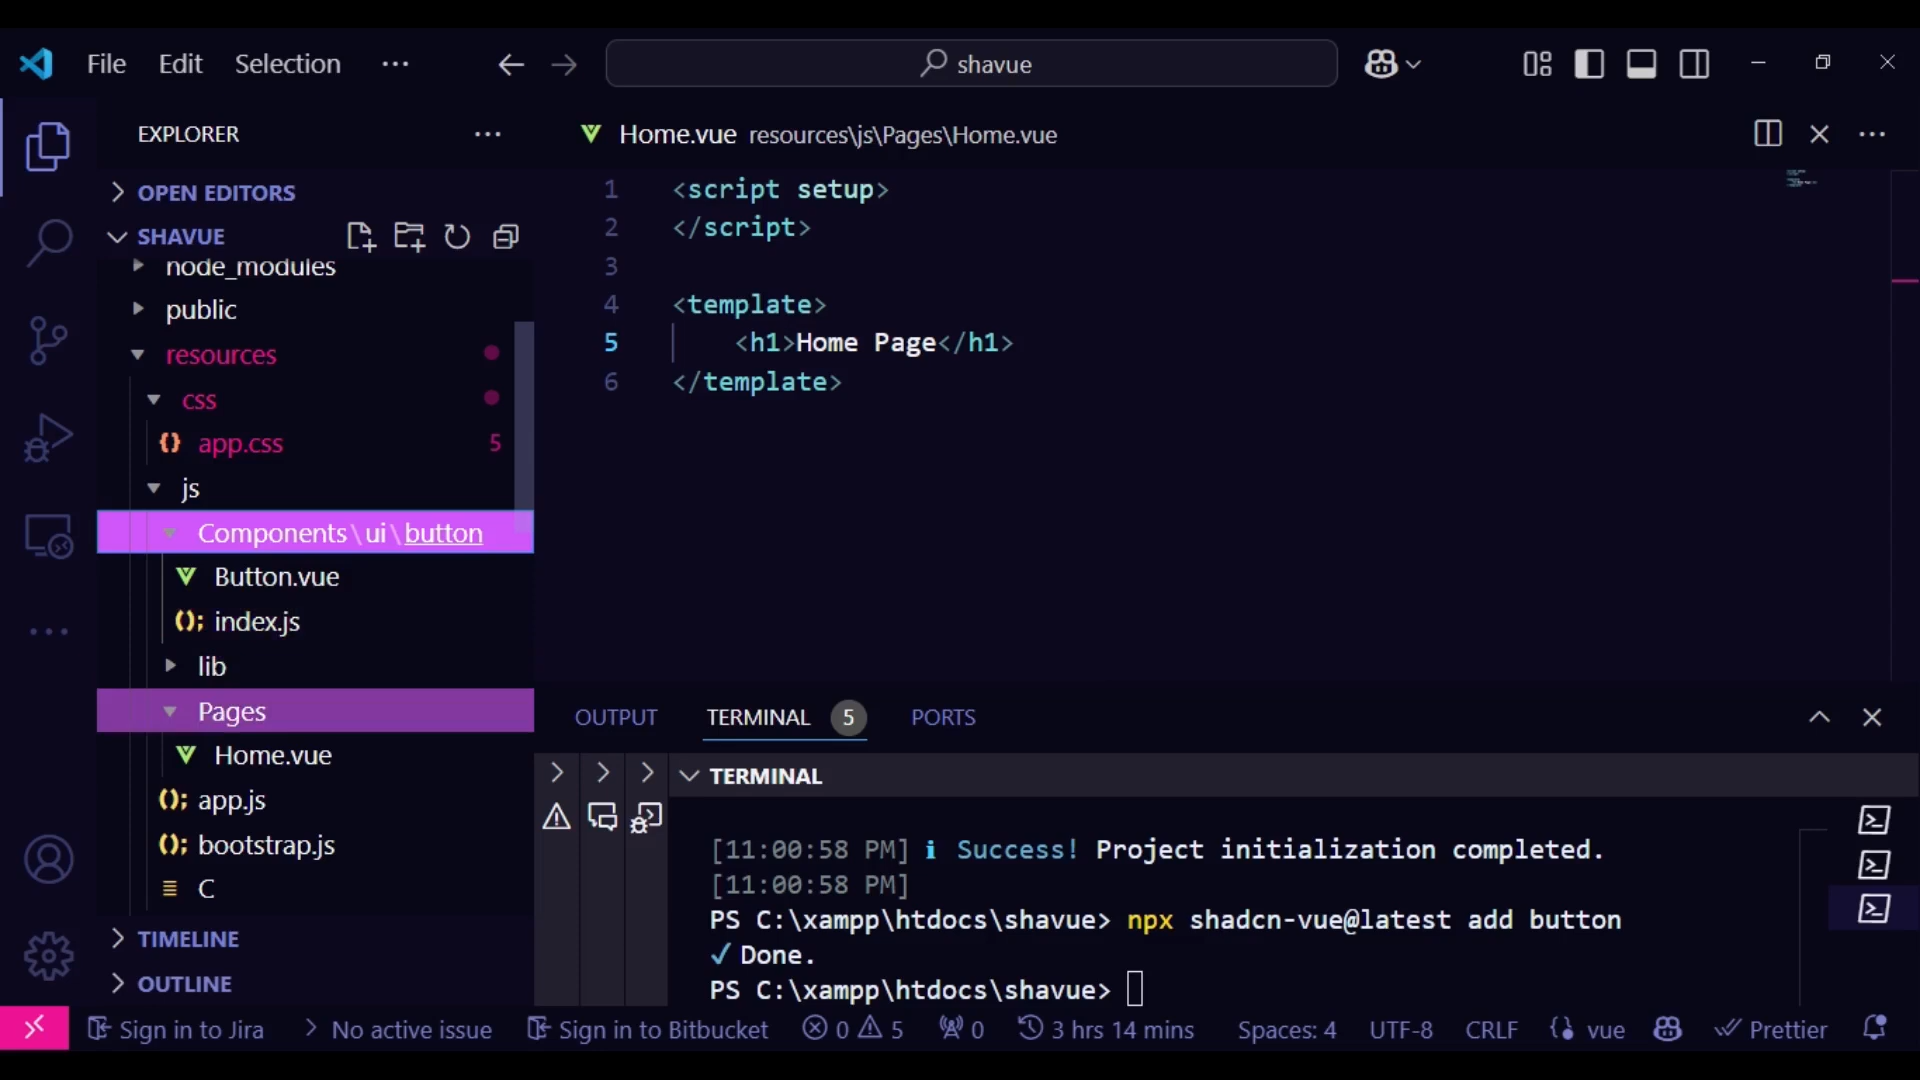 File Edit Selection ··· shavue
EXPLORER ···
OPEN EDITORS
SHAVUE
node_modules
public
resources
css
app.css 5
js
Components\ui\button
Button.vue
index.js
lib
Pages
Home.vue
app.js
bootstrap.js
C
TIMELINE
OUTLINE
Home.vue resources\js\Pages\Home.vue ···
1 <script setup>
2 </script>
3
4 <template>
5 <h1>Home Page</h1>
6 </template>
OUTPUT TERMINAL 5 PORTS
TERMINAL
[11:00:58 PM] i Success! Project initialization completed.
[11:00:58 PM]
PS C:\xampp\htdocs\shavue> npx shadcn-vue@latest add button
✓ Done.
PS C:\xampp\htdocs\shavue>
Sign in to Jira No active issue Sign in to Bitbucket 0 5 0 3 hrs 14 mins Spaces: 4 UTF-8 CRLF vue Prettier